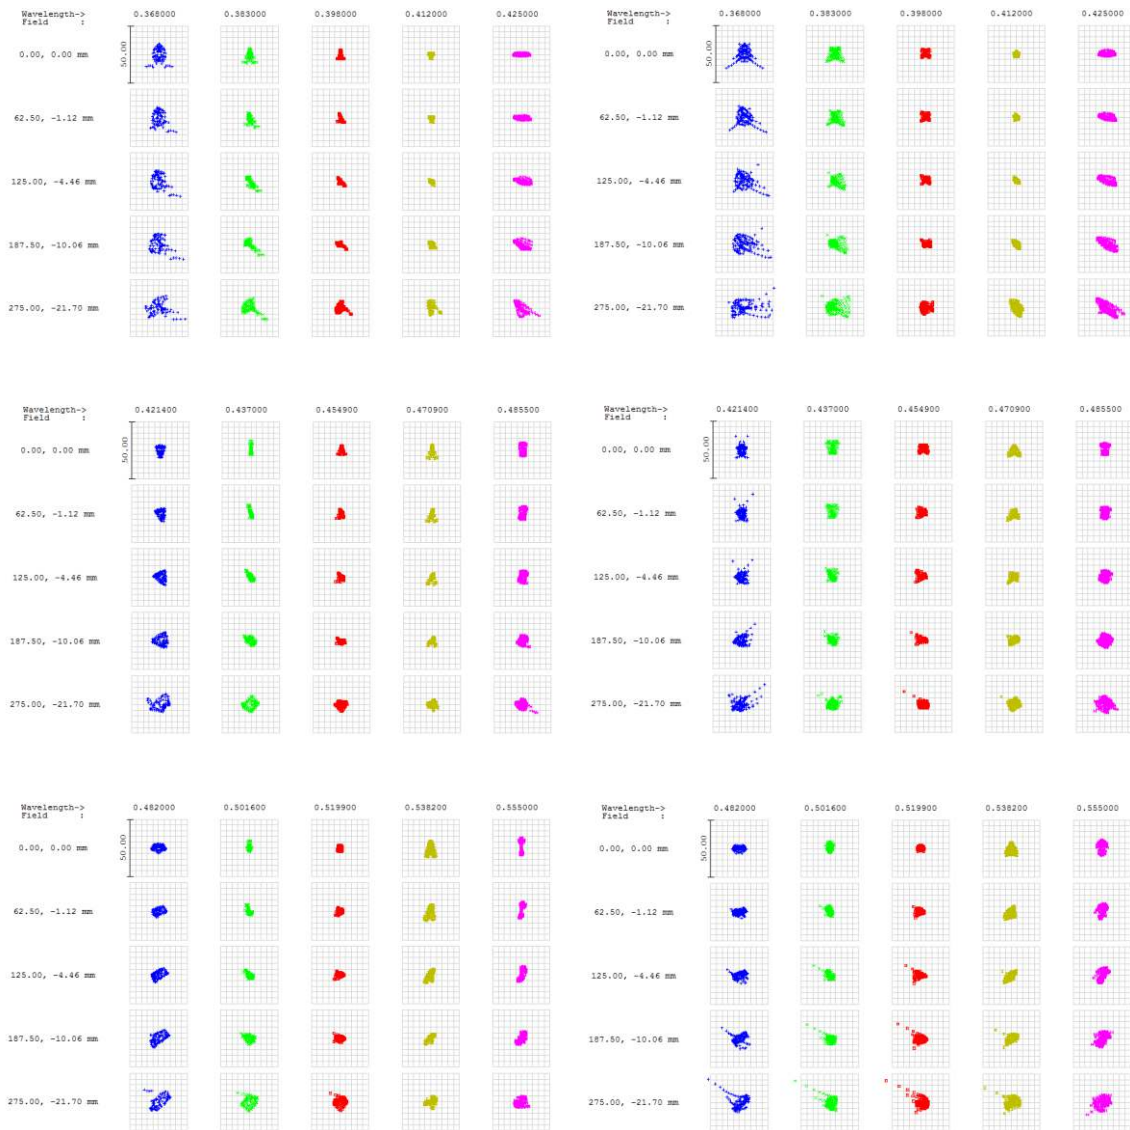 Wavelength-> 0.368000 0.383000 0.398000 0.412000 0.425000
Field :
50.00
0.00, 0.00 mm
62.50, -1.12 mm
125.00, -4.46 mm
187.50, -10.06 mm
275.00, -21.70 mm
Wavelength-> 0.368000 0.383000 0.398000 0.412000 0.425000
Field :
50.00
0.00, 0.00 mm
62.50, -1.12 mm
125.00, -4.46 mm
187.50, -10.06 mm
275.00, -21.70 mm
Wavelength-> 0.421400 0.437000 0.454900 0.470900 0.485500
Field :
50.00
0.00, 0.00 mm
62.50, -1.12 mm
125.00, -4.46 mm
187.50, -10.06 mm
275.00, -21.70 mm
Wavelength-> 0.421400 0.437000 0.454900 0.470900 0.485500
Field :
50.00
0.00, 0.00 mm
62.50, -1.12 mm
125.00, -4.46 mm
187.50, -10.06 mm
275.00, -21.70 mm
Wavelength-> 0.482000 0.501600 0.519900 0.538200 0.555000
Field :
50.00
0.00, 0.00 mm
62.50, -1.12 mm
125.00, -4.46 mm
187.50, -10.06 mm
275.00, -21.70 mm
Wavelength-> 0.482000 0.501600 0.519900 0.538200 0.555000
Field :
50.00
0.00, 0.00 mm
62.50, -1.12 mm
125.00, -4.46 mm
187.50, -10.06 mm
275.00, -21.70 mm